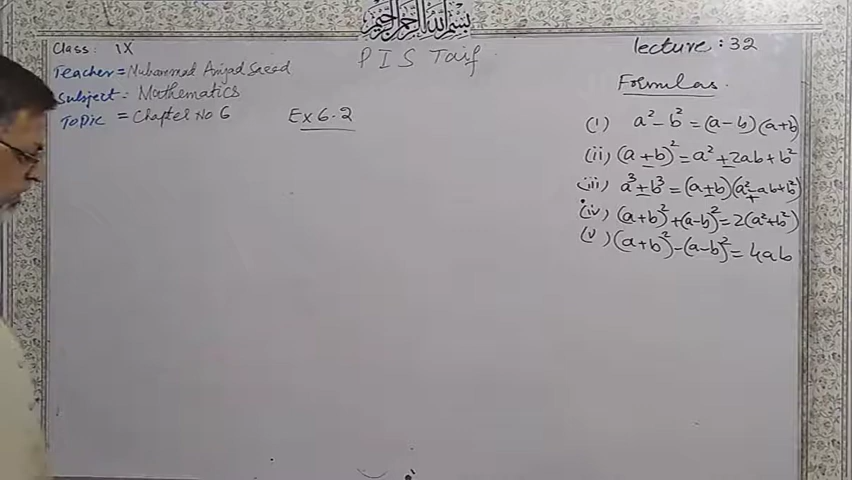 بسم الله الرحمن الرحيم
Class: IX
PIS Taif
lecture: 32
Teacher = Muhammad Amjad Saeed
Subject = Mathematics
Topic = Chapter No 6
Ex 6.2
Formulas
(i) a² - b² = (a - b)(a + b)
(ii) (a ± b)² = a² ± 2ab + b²
(iii) a³ ± b³ = (a ± b)(a² ∓ ab + b²)
(iv) (a+b)² + (a-b)² = 2(a² + b²)
(v) (a+b)² - (a-b)² = 4ab